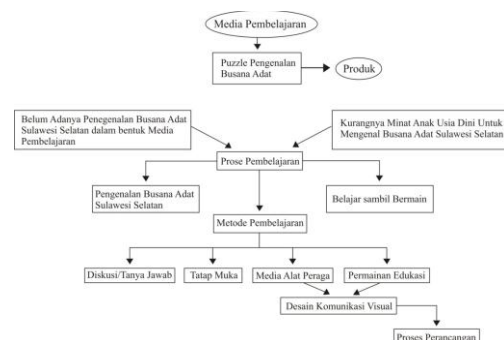 Media Pembelajaran
Puzzle Pengenalan
Busana Adat
Produk
Belum Adanya Penegenalan Busana Adat
Sulawesi Selatan dalam bentuk Media
Pembelajaran
Kurangnya Minat Anak Usia Dini Untuk
Mengenal Busana Adat Sulawesi Selatan
Prose Pembelajaran
Pengenalan Busana Adat
Sulawesi Selatan
Belajar sambil Bermain
Metode Pembelajaran
Diskusi/Tanya Jawab
Tatap Muka
Media Alat Peraga
Permainan Edukasi
Desain Komunikasi Visual
Proses Perancangan